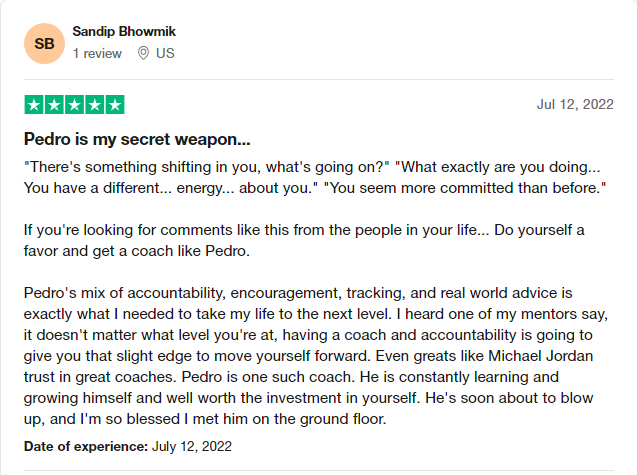 SB
Sandip Bhowmik
1 review US
Jul 12, 2022
Pedro is my secret weapon...
"There's something shifting in you, what's going on?" "What exactly are you doing...
You have a different... energy... about you." "You seem more committed than before."
If you're looking for comments like this from the people in your life... Do yourself a
favor and get a coach like Pedro.
Pedro's mix of accountability, encouragement, tracking, and real world advice is
exactly what I needed to take my life to the next level. I heard one of my mentors say,
it doesn't matter what level you're at, having a coach and accountability is going to
give you that slight edge to move yourself forward. Even greats like Michael Jordan
trust in great coaches. Pedro is one such coach. He is constantly learning and
growing himself and well worth the investment in yourself. He's soon about to blow
up, and I'm so blessed I met him on the ground floor.
Date of experience: July 12, 2022